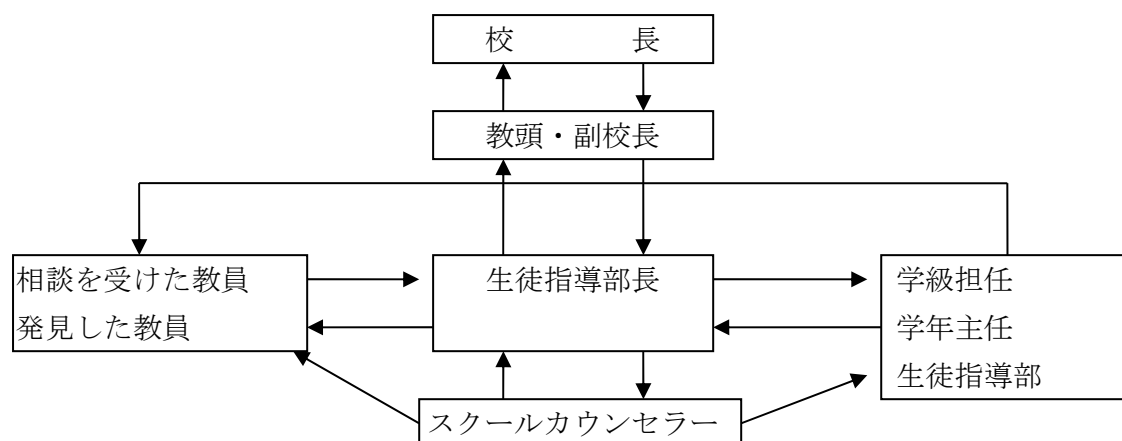 校　　　　長
教頭・副校長
相談を受けた教員
発見した教員
生徒指導部長
学級担任
学年主任
生徒指導部
スクールカウンセラー